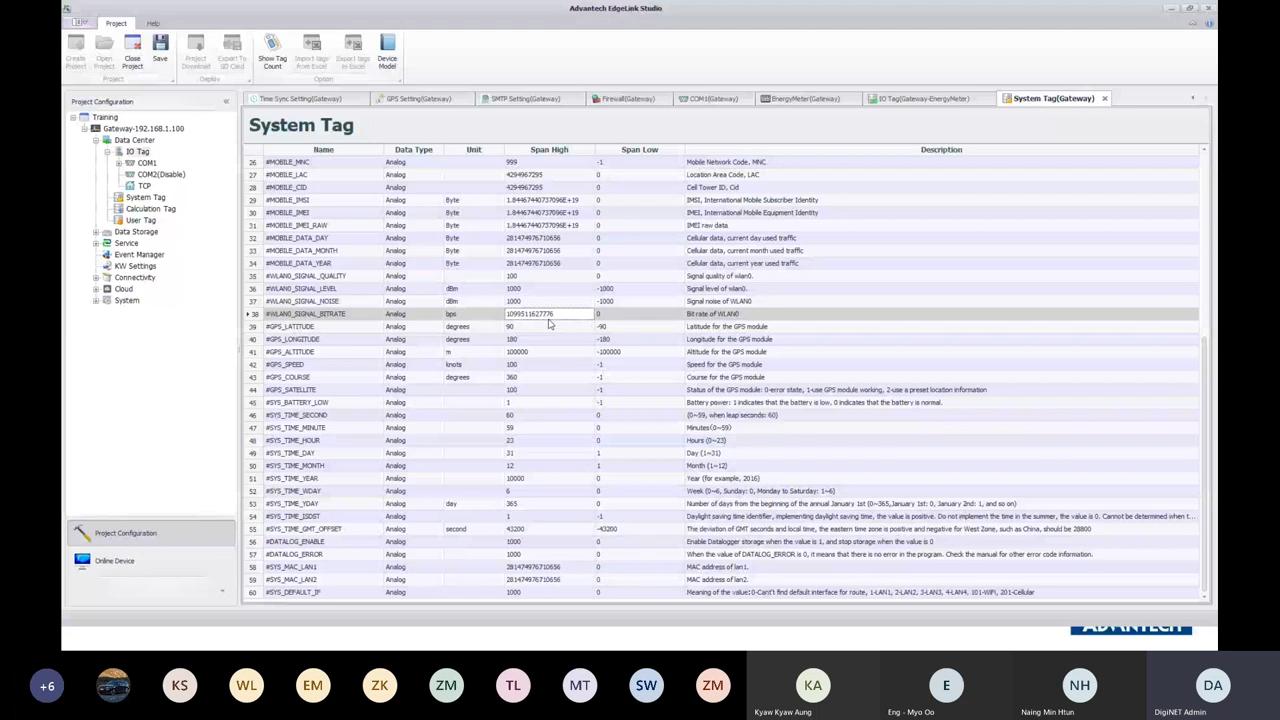 Advantech EdgeLink Studio
Project
Help
Create Project
Open Project
Close Project
Save
Project
Project Download
Export To SD Card
Deploy
Show Tag Count
Import tags from Excel
Export tags to Excel
Option
Device Model
Project Configuration
Training
Gateway-192.168.1.100
Data Center
IO Tag
COM1
COM2(Disable)
TCP
System Tag
Calculation Tag
User Tag
Data Storage
Service
Event Manager
KW Settings
Connectivity
Cloud
System
Project Configuration
Online Device
Time Sync Setting(Gateway)
GPS Setting(Gateway)
SMTP Setting(Gateway)
Firewall(Gateway)
COM1(Gateway)
EnergyMeter(Gateway)
IO Tag(Gateway-EnergyMeter)
System Tag(Gateway)
System Tag
Name Data Type Unit Span High Span Low Description
26 #MOBILE_MNC Analog 999 -1 Mobile Network Code, MNC
27 #MOBILE_LAC Analog 4294967295 0 Location Area Code, LAC
28 #MOBILE_CID Analog 4294967295 0 Cell Tower ID, Cid
29 #MOBILE_IMSI Analog Byte 1.84467440737096E+19 0 IMSI, International Mobile Subscriber Identity
30 #MOBILE_IMEI Analog Byte 1.84467440737096E+19 0 IMEI, International Mobile Equipment Identity
31 #MOBILE_IMEI_RAW Analog Byte 1.84467440737096E+19 0 IMEI raw data
32 #MOBILE_DATA_DAY Analog Byte 281474976710656 0 Cellular data, current day used traffic
33 #MOBILE_DATA_MONTH Analog Byte 281474976710656 0 Cellular data, current month used traffic
34 #MOBILE_DATA_YEAR Analog Byte 281474976710656 0 Cellular data, current year used traffic
35 #WLAN0_SIGNAL_QUALITY Analog 100 0 Signal quality of wlan0.
36 #WLAN0_SIGNAL_LEVEL Analog dBm 1000 -1000 Signal level of wlan0.
37 #WLAN0_SIGNAL_NOISE Analog dBm 1000 -1000 Signal noise of WLAN0
38 #WLAN0_SIGNAL_BITRATE Analog bps 1099511627776 0 Bit rate of WLAN0
39 #GPS_LATITUDE Analog degrees 90 -90 Latitude for the GPS module
40 #GPS_LONGITUDE Analog degrees 180 -180 Longitude for the GPS module
41 #GPS_ALTITUDE Analog m 100000 -100000 Altitude for the GPS module
42 #GPS_SPEED Analog knots 100 -1 Speed for the GPS module
43 #GPS_COURSE Analog degrees 360 -1 Course for the GPS module
44 #GPS_SATELLITE Analog 100 -1 Status of the GPS module: 0-error state, 1-use GPS module working, 2-use a preset location information
45 #SYS_BATTERY_LOW Analog 1 -1 Battery power: 1 indicates that the battery is low, 0 indicates that the battery is normal.
46 #SYS_TIME_SECOND Analog 60 0 (0~59, when leap seconds: 60)
47 #SYS_TIME_MINUTE Analog 59 0 Minutes(0~59)
48 #SYS_TIME_HOUR Analog 23 0 Hours (0~23)
49 #SYS_TIME_DAY Analog 31 1 Day (1~31)
50 #SYS_TIME_MONTH Analog 12 1 Month (1~12)
51 #SYS_TIME_YEAR Analog 10000 0 Year (for example, 2016)
52 #SYS_TIME_WDAY Analog 6 0 Week (0~6, Sunday: 0, Monday to Saturday: 1~6)
53 #SYS_TIME_YDAY Analog day 365 0 Number of days from the beginning of the annual January 1st (0~365,January 1st: 0, January 2nd: 1, and so on)
54 #SYS_TIME_ISDST Analog 1 -1 Daylight saving time identifier, implementing daylight saving time, the value is positive. Do not implement the time in the summer, the value is 0. Cannot be determined when t...
55 #SYS_TIME_GMT_OFFSET Analog second 43200 -43200 The deviation of GMT seconds and local time, the eastern time zone is positive and negative for West Zone, such as China, should be 28800
56 #DATALOG_ENABLE Analog 1000 0 Enable Datalogger storage when the value is 1, and stop storage when the value is 0
57 #DATALOG_ERROR Analog 1000 0 When the value of DATALOG_ERROR is 0, it means that there is no error in the program. Check the manual for other error code information.
58 #SYS_MAC_LAN1 Analog 281474976710656 0 MAC address of lan1.
59 #SYS_MAC_LAN2 Analog 281474976710656 0 MAC address of lan2.
60 #SYS_DEFAULT_IF Analog 1000 0 Meaning of the value:0-Cant't find default interface for route, 1-LAN1, 2-LAN2, 3-LAN3, 4-LAN4, 101-WiFi, 201-Cellular
ADVANTECH
+6
KS
WL
EM
ZK
ZM
TL
MT
SW
ZM
KA
Kyaw Kyaw Aung
E
Eng - Myo Oo
NH
Naing Min Htun
DA
DigiNET Admin